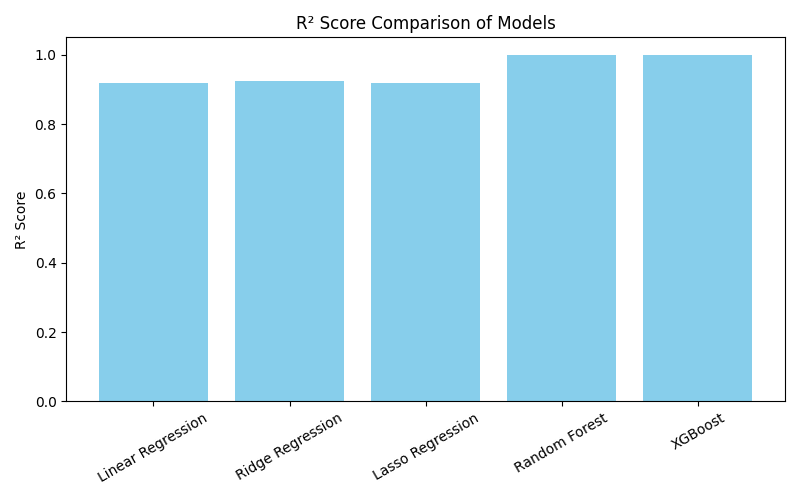 R² Score Comparison of Models
R² Score
1.0
0.8
0.6
0.4
0.2
0.0
Linear Regression
Ridge Regression
Lasso Regression
Random Forest
XGBoost